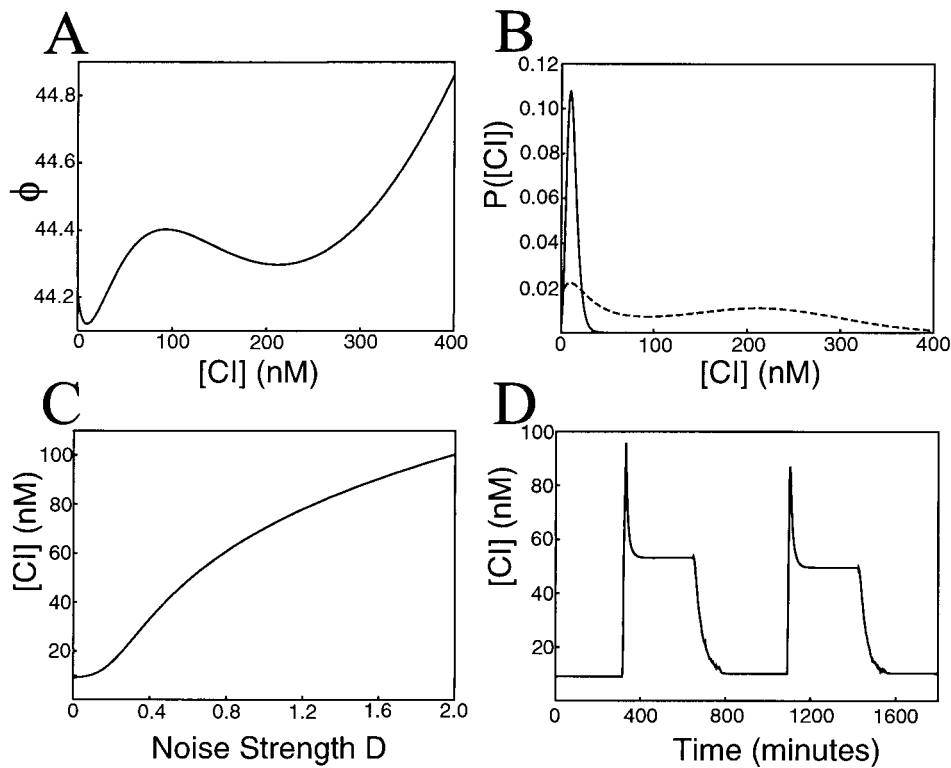 A
44.8
44.6
44.4
44.2
ϕ
0 100 200 300 400
[CI] (nM)
B
0.12
0.10
0.08
0.06
0.04
0.02
P([CI])
0 100 200 300 400
[CI] (nM)
C
100
80
60
40
20
[CI] (nM)
0 0.4 0.8 1.2 1.6 2.0
Noise Strength D
D
100
80
60
40
20
[CI] (nM)
0 400 800 1200 1600
Time (minutes)